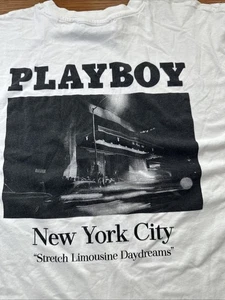 PLAYBOY
New York City
"Stretch Limousine Daydreams"